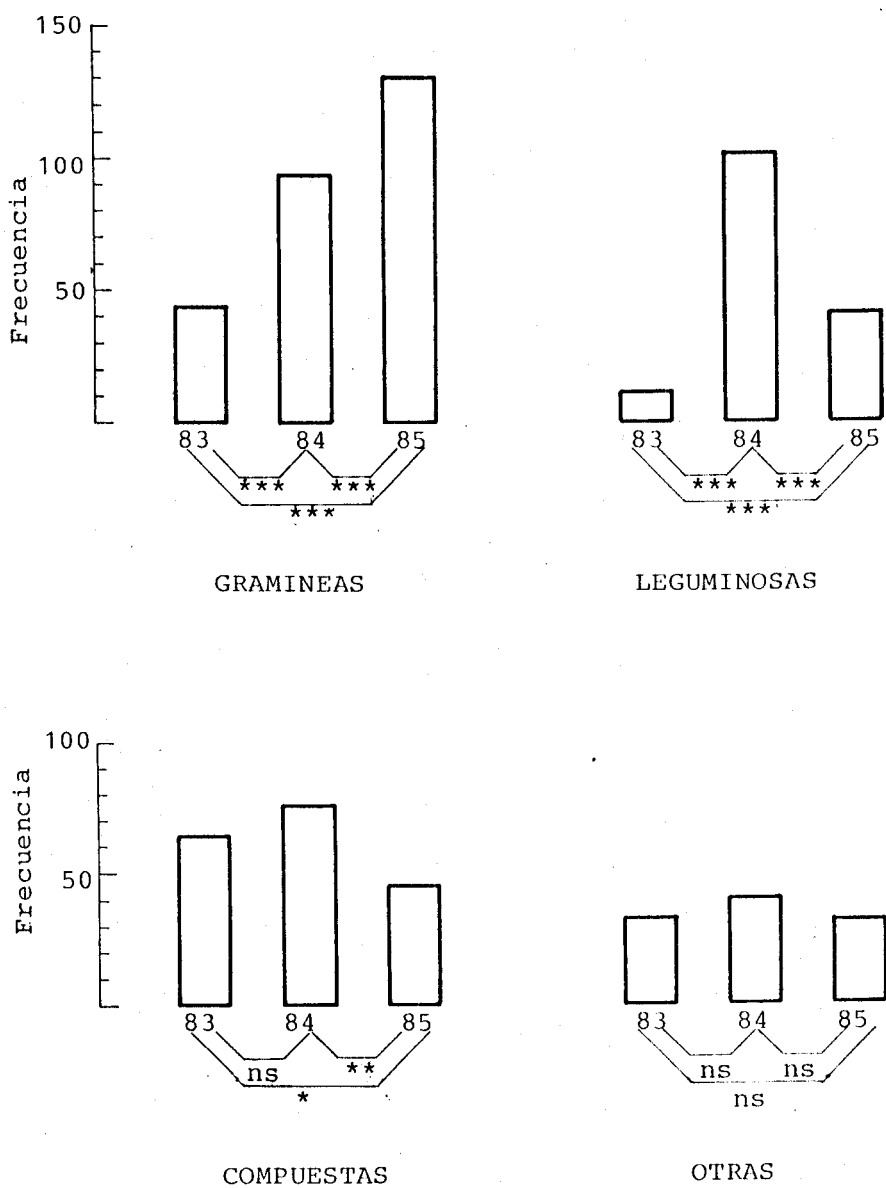 150
100
50
Frecuencia
83 84 85
*** ***
***
GRAMINEAS
83 84 85
*** ***
***
LEGUMINOSAS
100
50
Frecuencia
83 84 85
ns **
*
COMPUESTAS
83 84 85
ns ns
ns
OTRAS